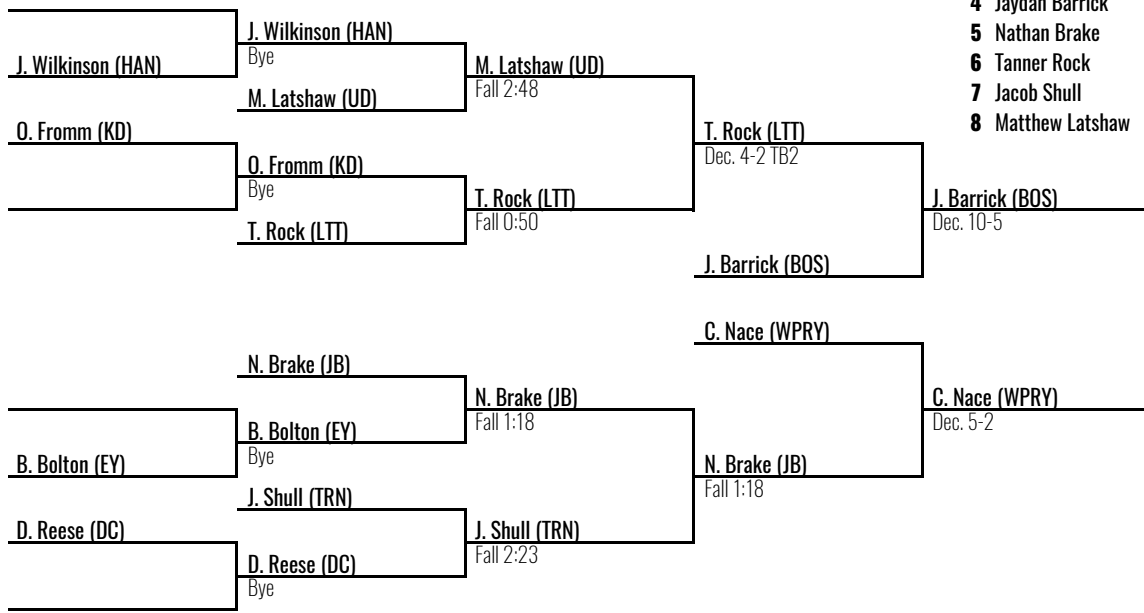 4 Jaydan Barrick
5 Nathan Brake
6 Tanner Rock
7 Jacob Shull
8 Matthew Latshaw
J. Wilkinson (HAN)
J. Wilkinson (HAN)
Bye
M. Latshaw (UD)
M. Latshaw (UD)
Fall 2:48
O. Fromm (KD)
O. Fromm (KD)
Bye
T. Rock (LTT)
T. Rock (LTT)
Fall 0:50
T. Rock (LTT)
Dec. 4-2 TB2
J. Barrick (BOS)
J. Barrick (BOS)
Dec. 10-5
C. Nace (WPRY)
N. Brake (JB)
N. Brake (JB)
Fall 1:18
B. Bolton (EY)
B. Bolton (EY)
Bye
J. Shull (TRN)
J. Shull (TRN)
Fall 2:23
D. Reese (DC)
D. Reese (DC)
Bye
N. Brake (JB)
Fall 1:18
C. Nace (WPRY)
Dec. 5-2